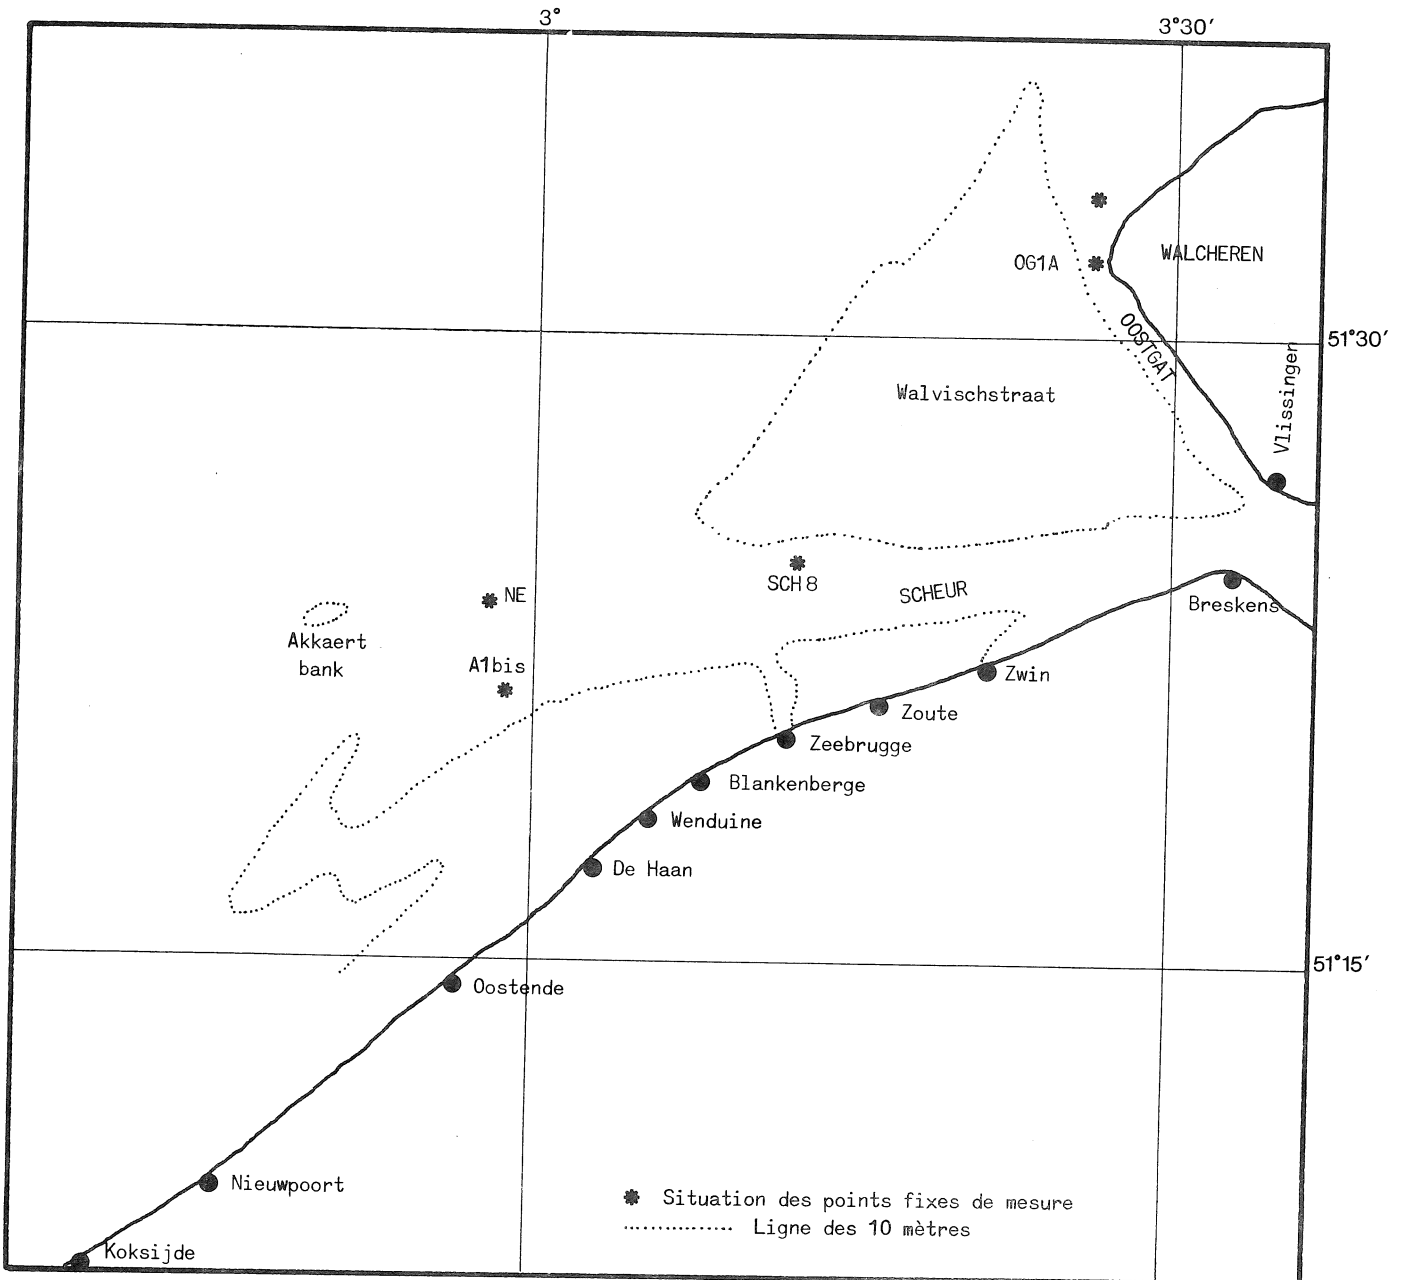 3°
3°30′
WALCHEREN
OG1A
OOSTGAT
51°30′
Vlissingen
Walvischstraat
SCH 8
SCHEUR
NE
Breskens
Akkaert
bank
A1bis
Zwin
Zoute
Zeebrugge
Blankenberge
Wenduine
De Haan
51°15′
Oostende
Nieuwpoort
Situation des points fixes de mesure
Ligne des 10 mètres
Koksijde